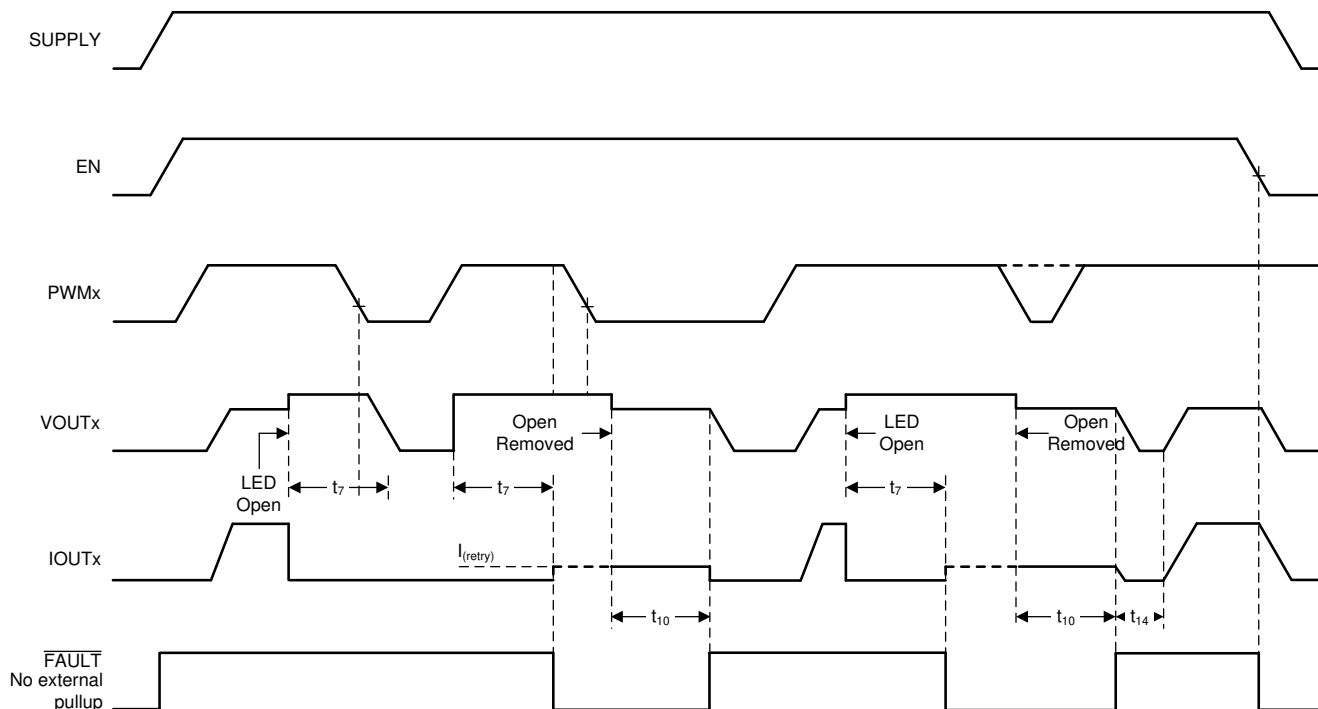 SUPPLY
EN
PWMx
VOUTx
LED
Open
t7
t7
Open
Removed
LED
Open
t7
Open
Removed
IOUTx
I(retry)
t10
t10
t14
FAULT
No external
pullup